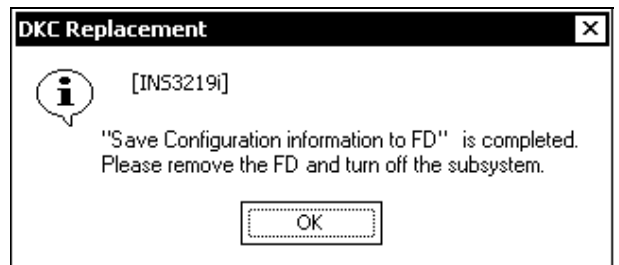 DKC Replacement
[INS3219i]
"Save Configuration information to FD" is completed.
Please remove the FD and turn off the subsystem.
OK